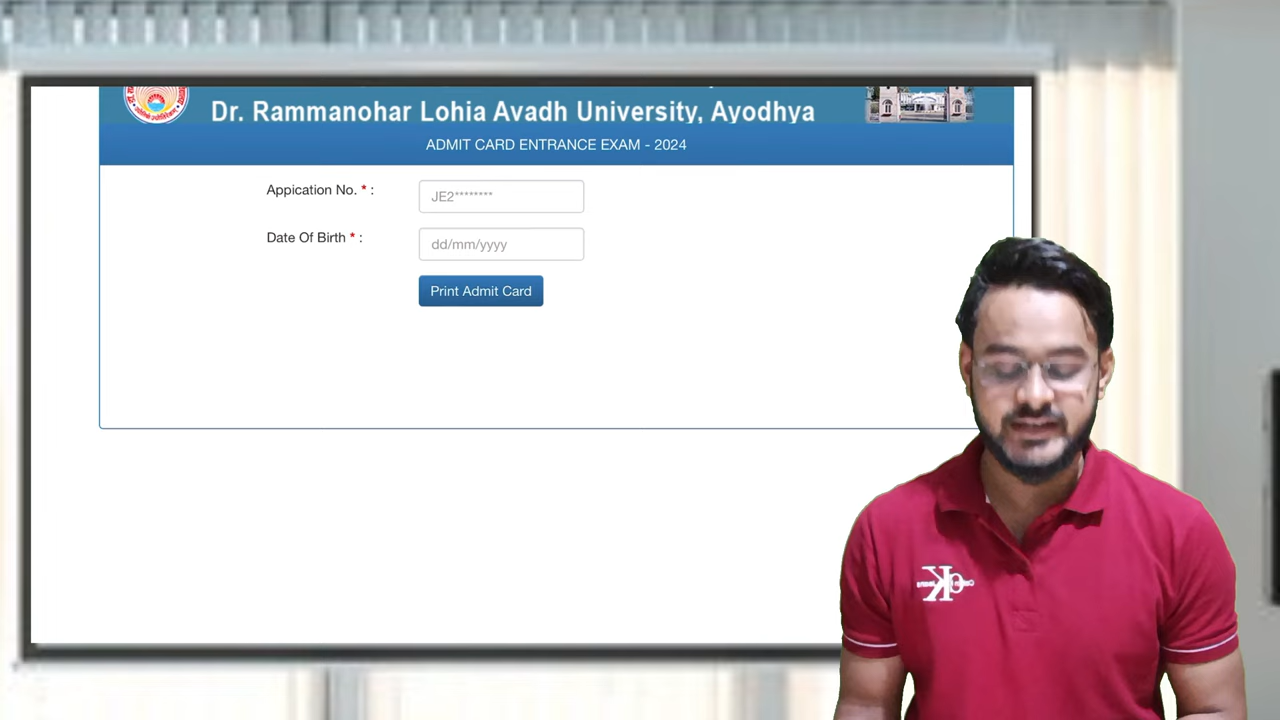 Dr. Rammanohar Lohia Avadh University, Ayodhya
ADMIT CARD ENTRANCE EXAM - 2024
Appication No. * :
JE2********
Date Of Birth * :
dd/mm/yyyy
Print Admit Card